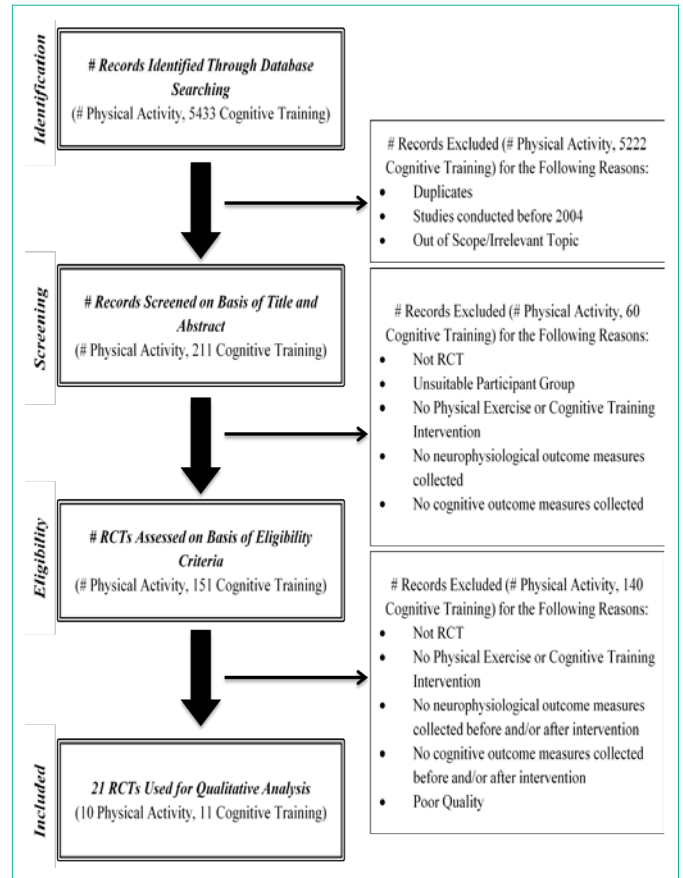 Identification
# Records Identified Through Database
Searching
(# Physical Activity, 5433 Cognitive Training)
# Records Excluded (# Physical Activity, 5222
Cognitive Training) for the Following Reasons:
• Duplicates
• Studies conducted before 2004
• Out of Scope/Irrelevant Topic
Screening
# Records Screened on Basis of Title and
Abstract
(# Physical Activity, 211 Cognitive Training)
# Records Excluded (# Physical Activity, 60
Cognitive Training) for the Following Reasons:
• Not RCT
• Unsuitable Participant Group
• No Physical Exercise or Cognitive Training
Intervention
• No neurophysiological outcome measures
collected
• No cognitive outcome measures collected
Eligibility
# RCTs Assessed on Basis of Eligibility
Criteria
(# Physical Activity, 151 Cognitive Training)
# Records Excluded (# Physical Activity, 140
Cognitive Training) for the Following Reasons:
• Not RCT
• No Physical Exercise or Cognitive Training
Intervention
• No neurophysiological outcome measures
collected before and/or after intervention
• No cognitive outcome measures collected
before and/or after intervention
• Poor Quality
Included
21 RCTs Used for Qualitative Analysis
(10 Physical Activity, 11 Cognitive Training)